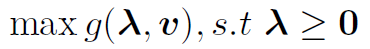 max g(λ, v), s.t λ ≥ 0